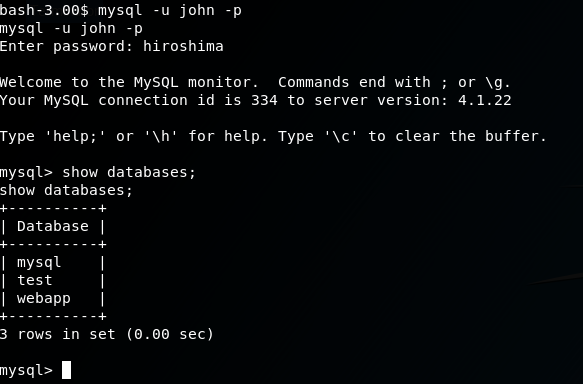 bash-3.00$ mysql -u john -p
mysql -u john -p
Enter password: hiroshima
Welcome to the MySQL monitor.  Commands end with ; or \g.
Your MySQL connection id is 334 to server version: 4.1.22
Type 'help;' or '\h' for help. Type '\c' to clear the buffer.
mysql> show databases;
show databases;
+----------+
| Database |
+----------+
| mysql    |
| test     |
| webapp   |
+----------+
3 rows in set (0.00 sec)
mysql>